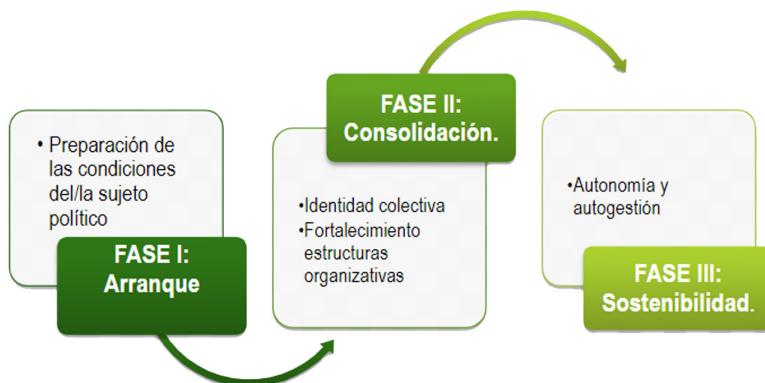 • Preparación de
las condiciones
del/la sujeto
político
FASE I:
Arranque
FASE II:
Consolidación.
•Identidad colectiva
•Fortalecimiento
estructuras
organizativas
•Autonomía y
autogestión
FASE III:
Sostenibilidad.